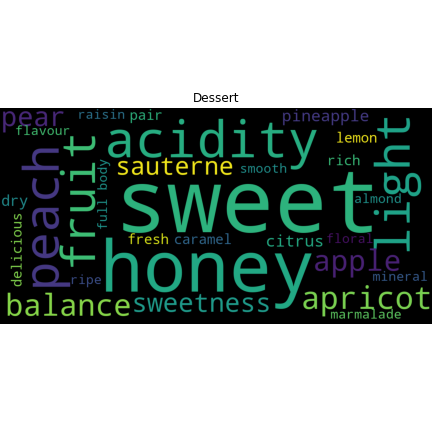 Dessert
pear
raisin
pair
pineapple
flavour
acidity
lemon
light
peach
fruit
sauterne
smooth
rich
full body
sweet
almond
dry
delicious
fresh
caramel
citrus
floral
honey
apple
ripe
mineral
balance
sweetness
apricot
marmalade